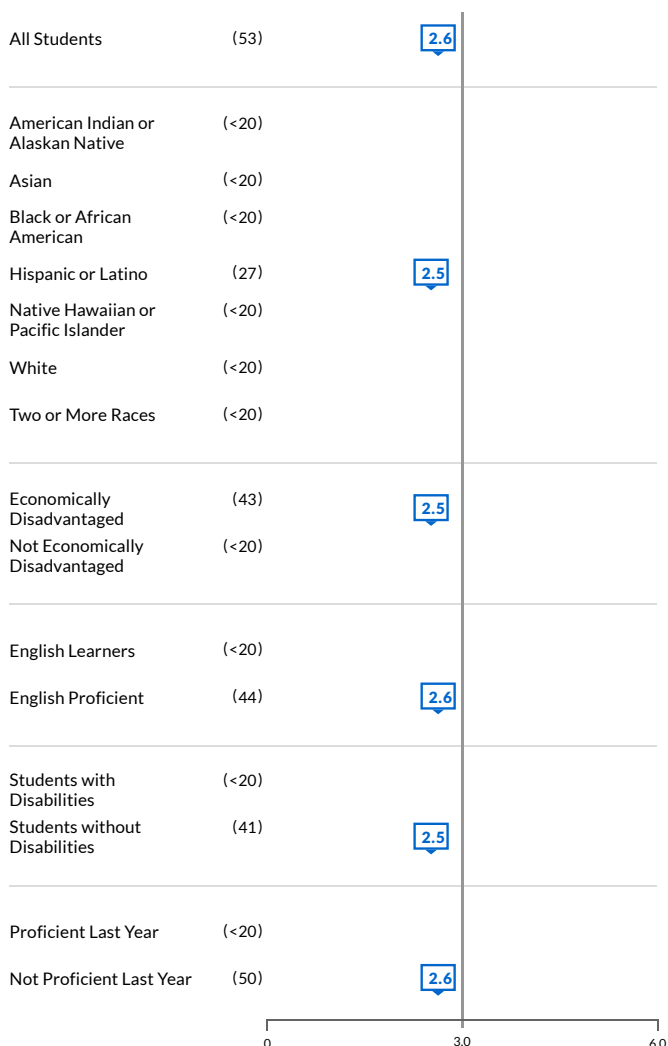 All Students (53) 2.6
American Indian or
Alaskan Native (<20)
Asian (<20)
Black or African
American (<20)
Hispanic or Latino (27) 2.5
Native Hawaiian or
Pacific Islander (<20)
White (<20)
Two or More Races (<20)
Economically
Disadvantaged (43) 2.5
Not Economically
Disadvantaged (<20)
English Learners (<20)
English Proficient (44) 2.6
Students with
Disabilities (<20)
Students without
Disabilities (41) 2.5
Proficient Last Year (<20)
Not Proficient Last Year (50) 2.6
0 3.0 6.0